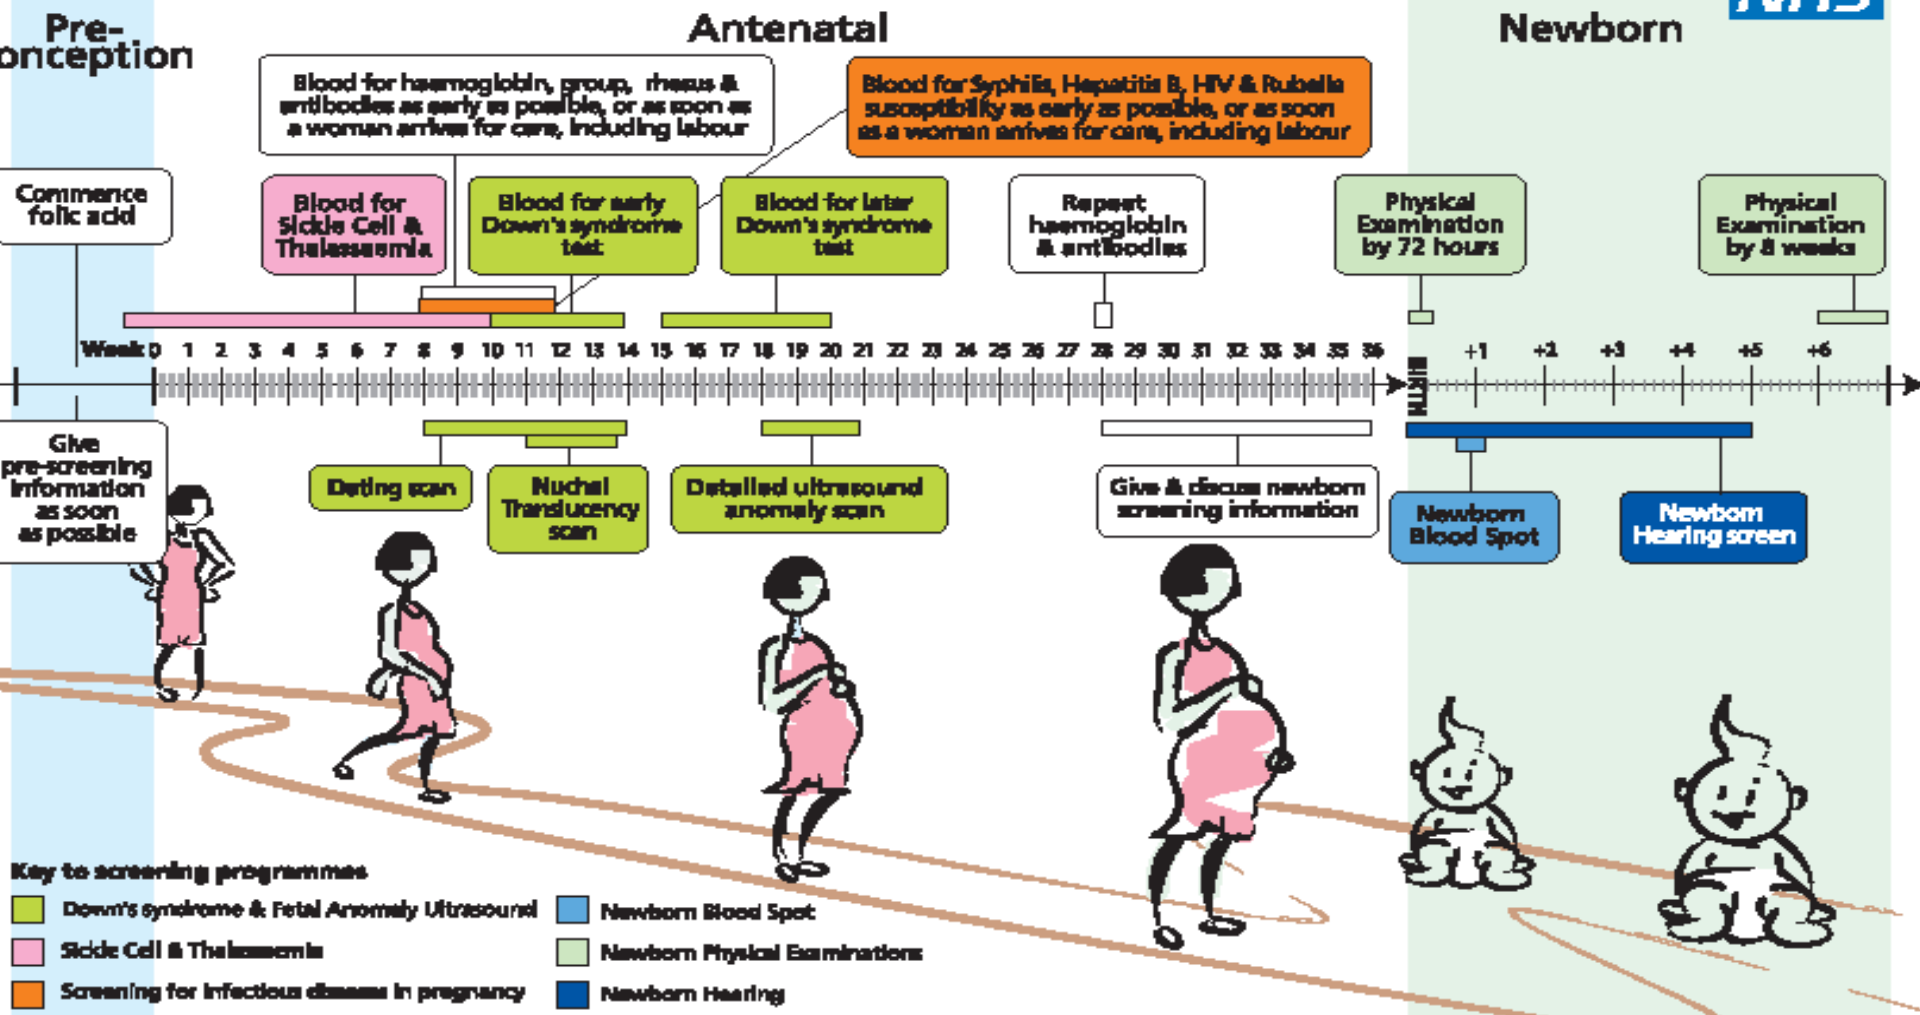 Pre-
onception
Antenatal
Newborn
NHS
Blood for haemoglobin, group, rhesus &
antibodies as early as possible, or as soon as
a woman arrives for care, including labour
Blood for Syphilis, Hepatitis B, HIV & Rubella
susceptibility as early as possible, or as soon
as a woman arrives for care, including labour
Commence
folic acid
Blood for
Sickle Cell &
Thalassaemia
Blood for early
Down's syndrome
test
Blood for later
Down's syndrome
test
Repeat
haemoglobin
& antibodies
Physical
Examination
by 72 hours
Physical
Examination
by 8 weeks
Week 0 1 2 3 4 5 6 7 8 9 10 11 12 13 14 15 16 17 18 19 20 21 22 23 24 25 26 27 28 29 30 31 32 33 34 35 36
BIRTH
+1 +2 +3 +4 +5 +6
Give
pre-screening
information
as soon
as possible
Dating scan
Nuchal
Translucency
scan
Detailed ultrasound
anomaly scan
Give & discuss newborn
screening information
Newborn
Blood Spot
Newborn
Hearing screen
Key to screening programmes
Down's syndrome & Fetal Anomaly Ultrasound
Sickle Cell & Thalassaemia
Screening for infectious diseases in pregnancy
Newborn Blood Spot
Newborn Physical Examinations
Newborn Hearing